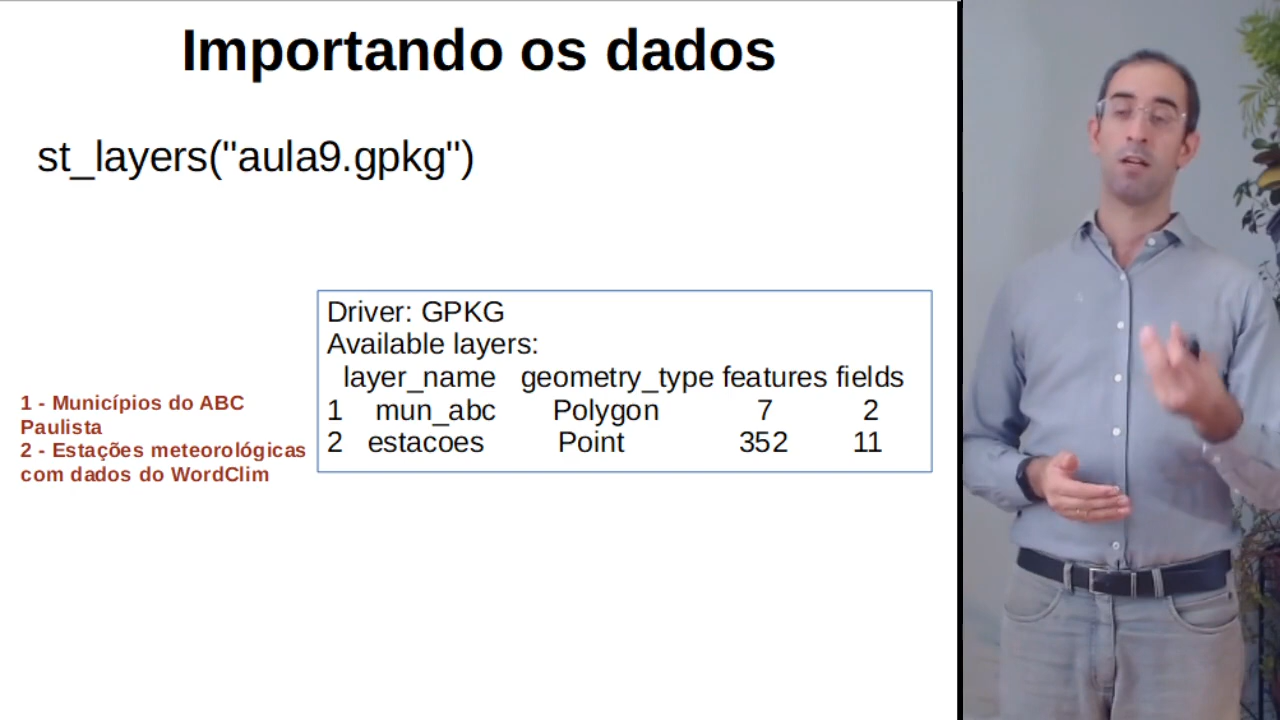 Importando os dados
st_layers("aula9.gpkg")
Driver: GPKG
Available layers:
layer_name geometry_type features fields
1 mun_abc Polygon 7 2
2 estacoes Point 352 11
1 - Municípios do ABC
Paulista
2 - Estações meteorológicas
com dados do WordClim